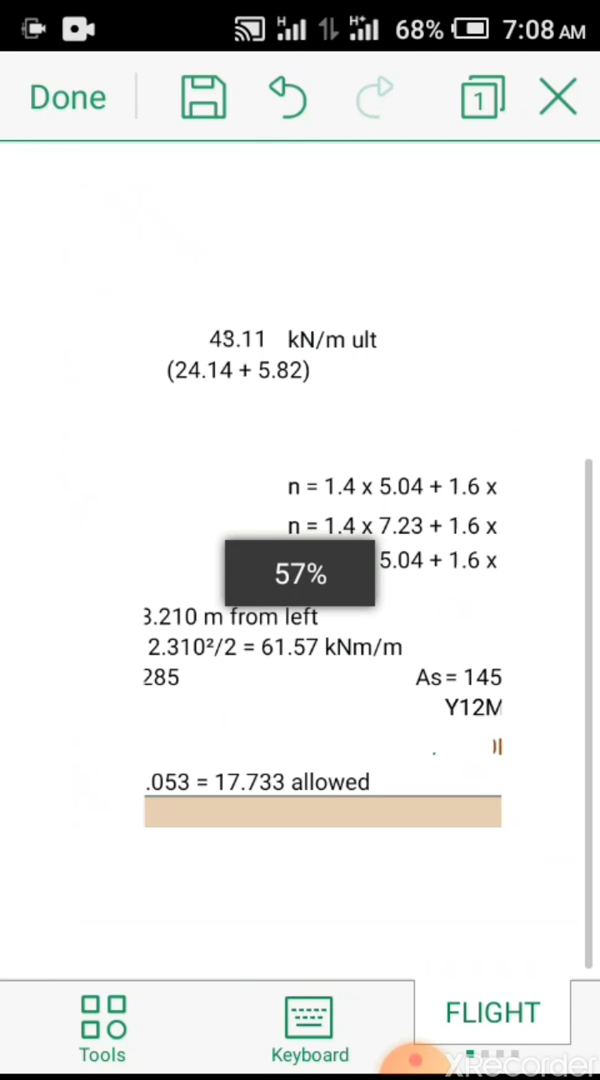 68% 7:08 AM
Done 1
43.11 kN/m ult
(24.14 + 5.82)
n = 1.4 x 5.04 + 1.6 x
n = 1.4 x 7.23 + 1.6 x
5.04 + 1.6 x
57%
3.210 m from left
2.310²/2 = 61.57 kNm/m
285 As = 145
Y12M
.053 = 17.733 allowed
FLIGHT
Tools Keyboard
XRecorder